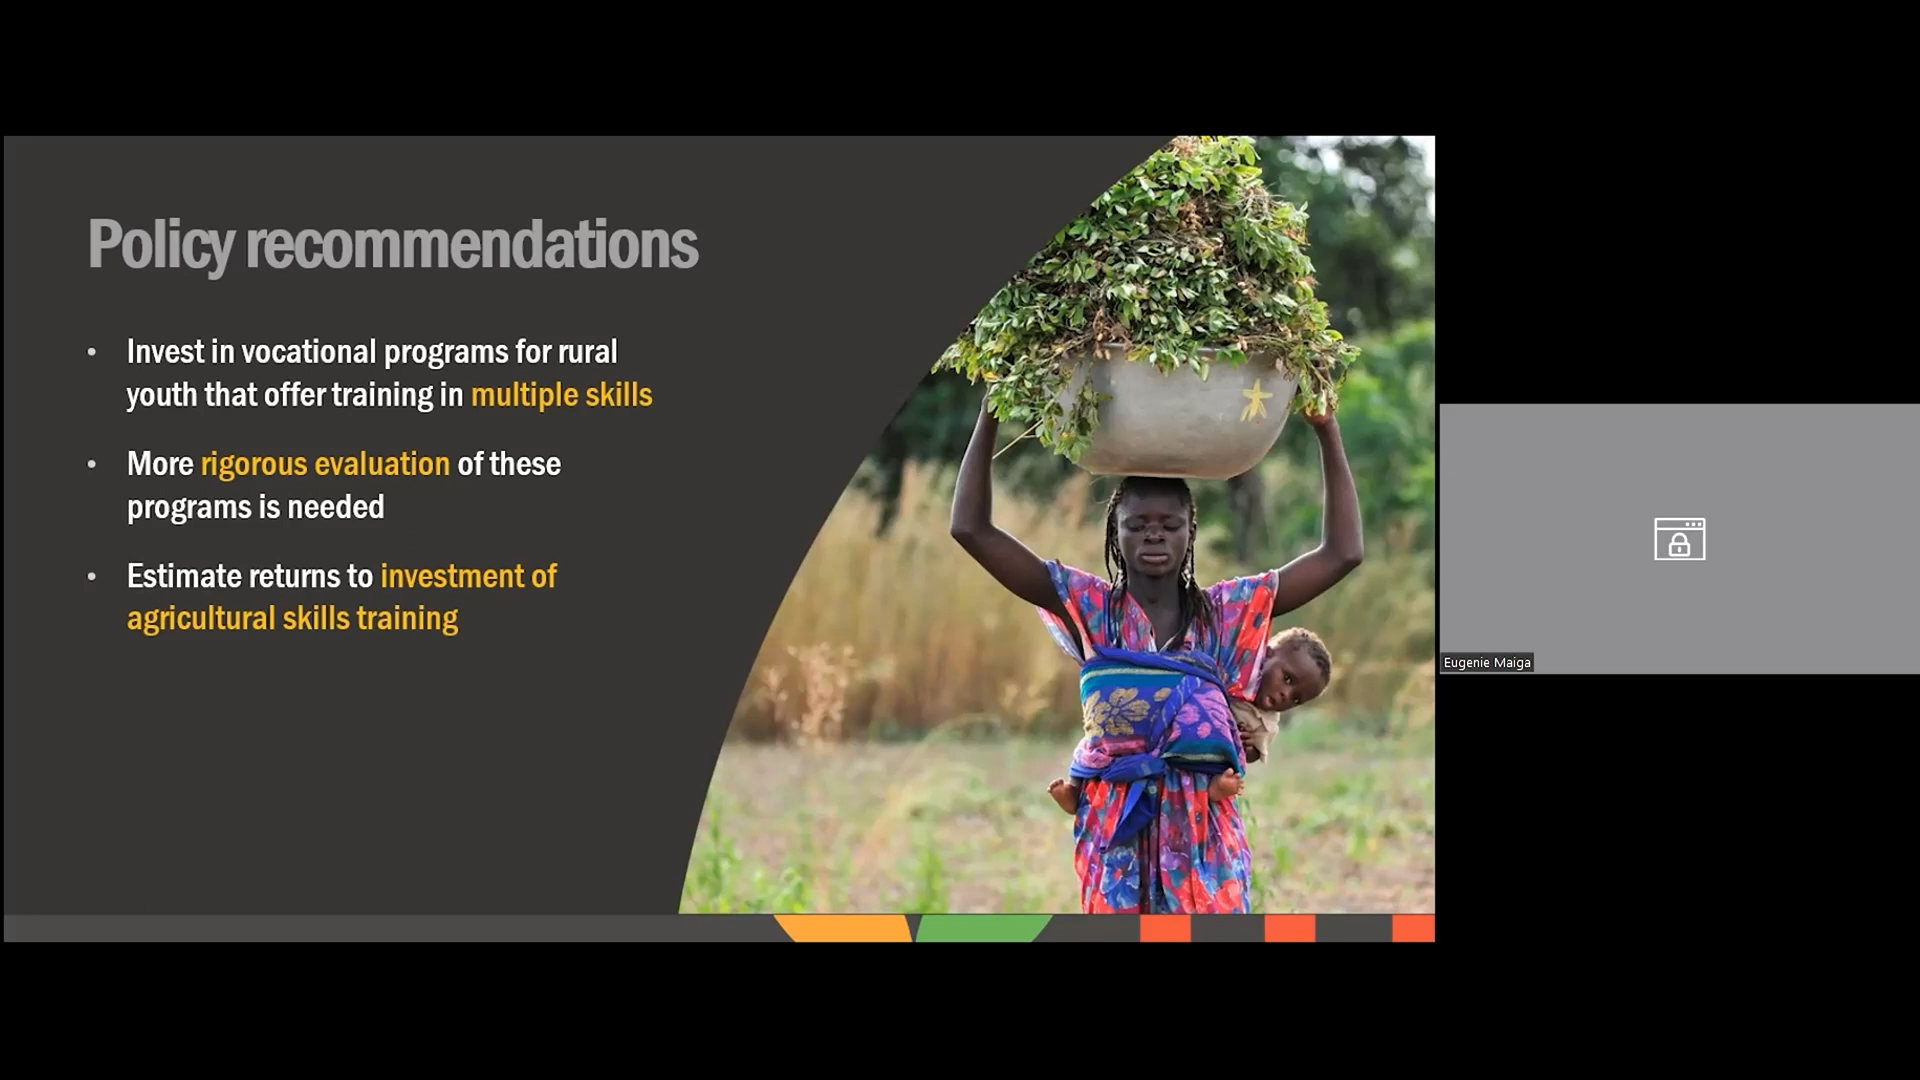 Policy recommendations
• Invest in vocational programs for rural
youth that offer training in multiple skills
• More rigorous evaluation of these
programs is needed
• Estimate returns to investment of
agricultural skills training
Eugenie Maiga